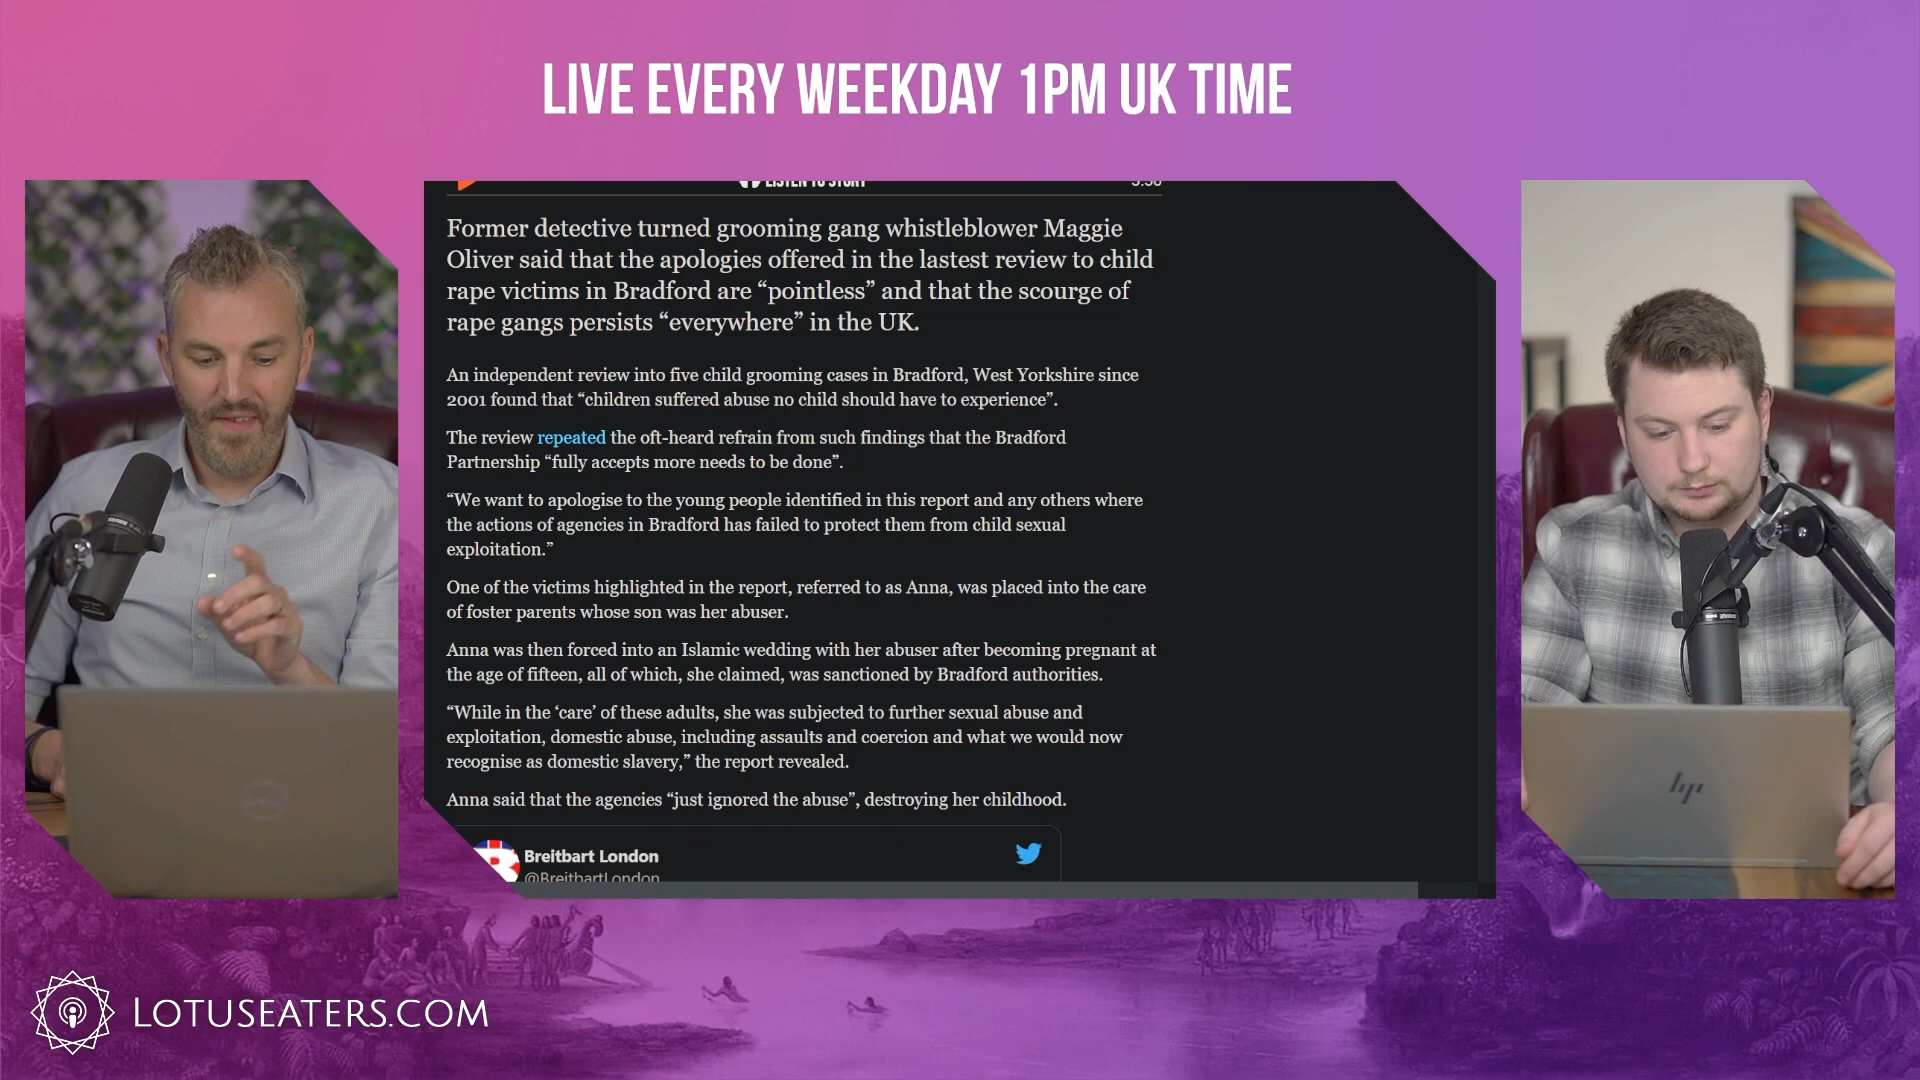 LIVE EVERY WEEKDAY 1PM UK TIME
LISTEN TO STORY
Former detective turned grooming gang whistleblower Maggie
Oliver said that the apologies offered in the lastest review to child
rape victims in Bradford are “pointless” and that the scourge of
rape gangs persists “everywhere” in the UK.
An independent review into five child grooming cases in Bradford, West Yorkshire since
2001 found that “children suffered abuse no child should have to experience”.
The review repeated the oft-heard refrain from such findings that the Bradford
Partnership “fully accepts more needs to be done”.
“We want to apologise to the young people identified in this report and any others where
the actions of agencies in Bradford has failed to protect them from child sexual
exploitation.”
One of the victims highlighted in the report, referred to as Anna, was placed into the care
of foster parents whose son was her abuser.
Anna was then forced into an Islamic wedding with her abuser after becoming pregnant at
the age of fifteen, all of which, she claimed, was sanctioned by Bradford authorities.
“While in the ‘care’ of these adults, she was subjected to further sexual abuse and
exploitation, domestic abuse, including assaults and coercion and what we would now
recognise as domestic slavery,” the report revealed.
Anna said that the agencies “just ignored the abuse”, destroying her childhood.
Breitbart London
@BreitbartLondon
hp
LOTUSEATERS.COM